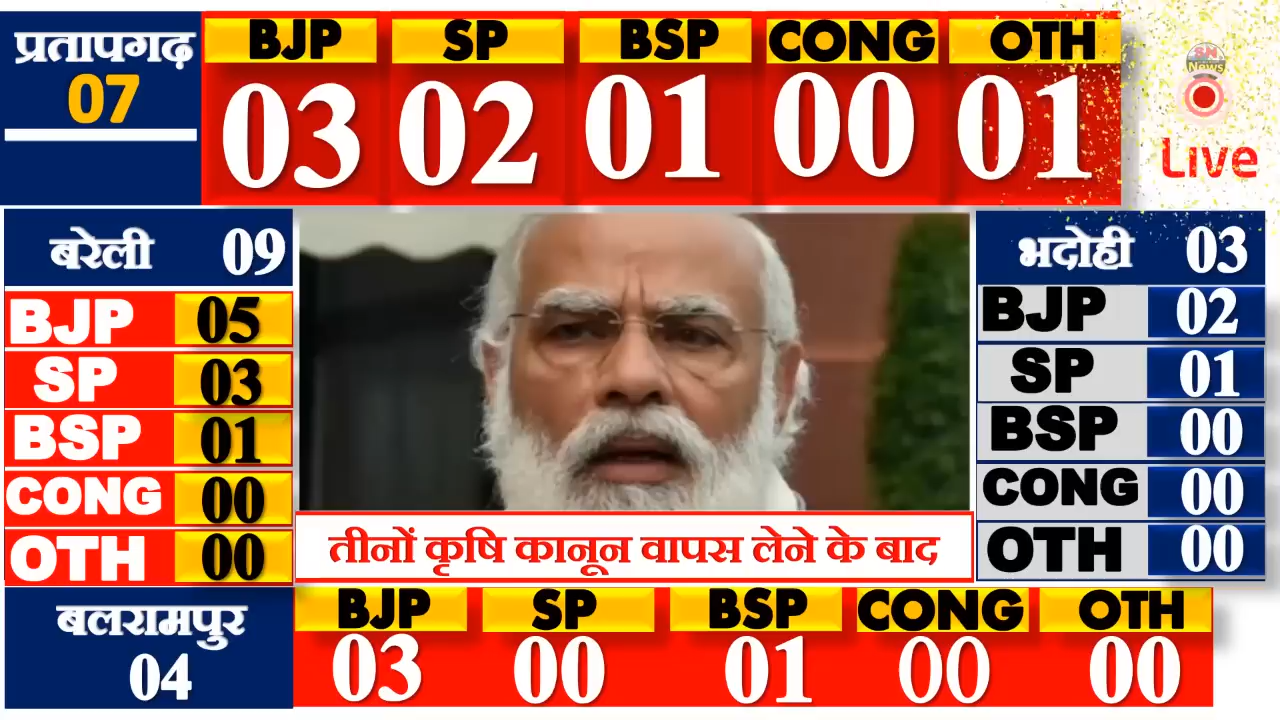 प्रतापगढ़
07
BJP SP BSP CONG OTH
03 02 01 00 01
SN
News
Live
बरेली 09
BJP 05
SP 03
BSP 01
CONG 00
OTH 00
तीनों कृषि कानून वापस लेने के बाद
भदोही 03
BJP 02
SP 01
BSP 00
CONG 00
OTH 00
बलरामपुर
04
BJP SP BSP CONG OTH
03 00 01 00 00